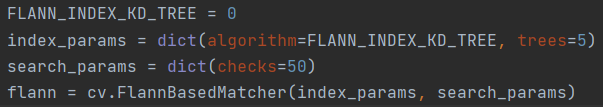 FLANN_INDEX_KD_TREE = 0
index_params = dict(algorithm=FLANN_INDEX_KD_TREE, trees=5)
search_params = dict(checks=50)
flann = cv.FlannBasedMatcher(index_params, search_params)